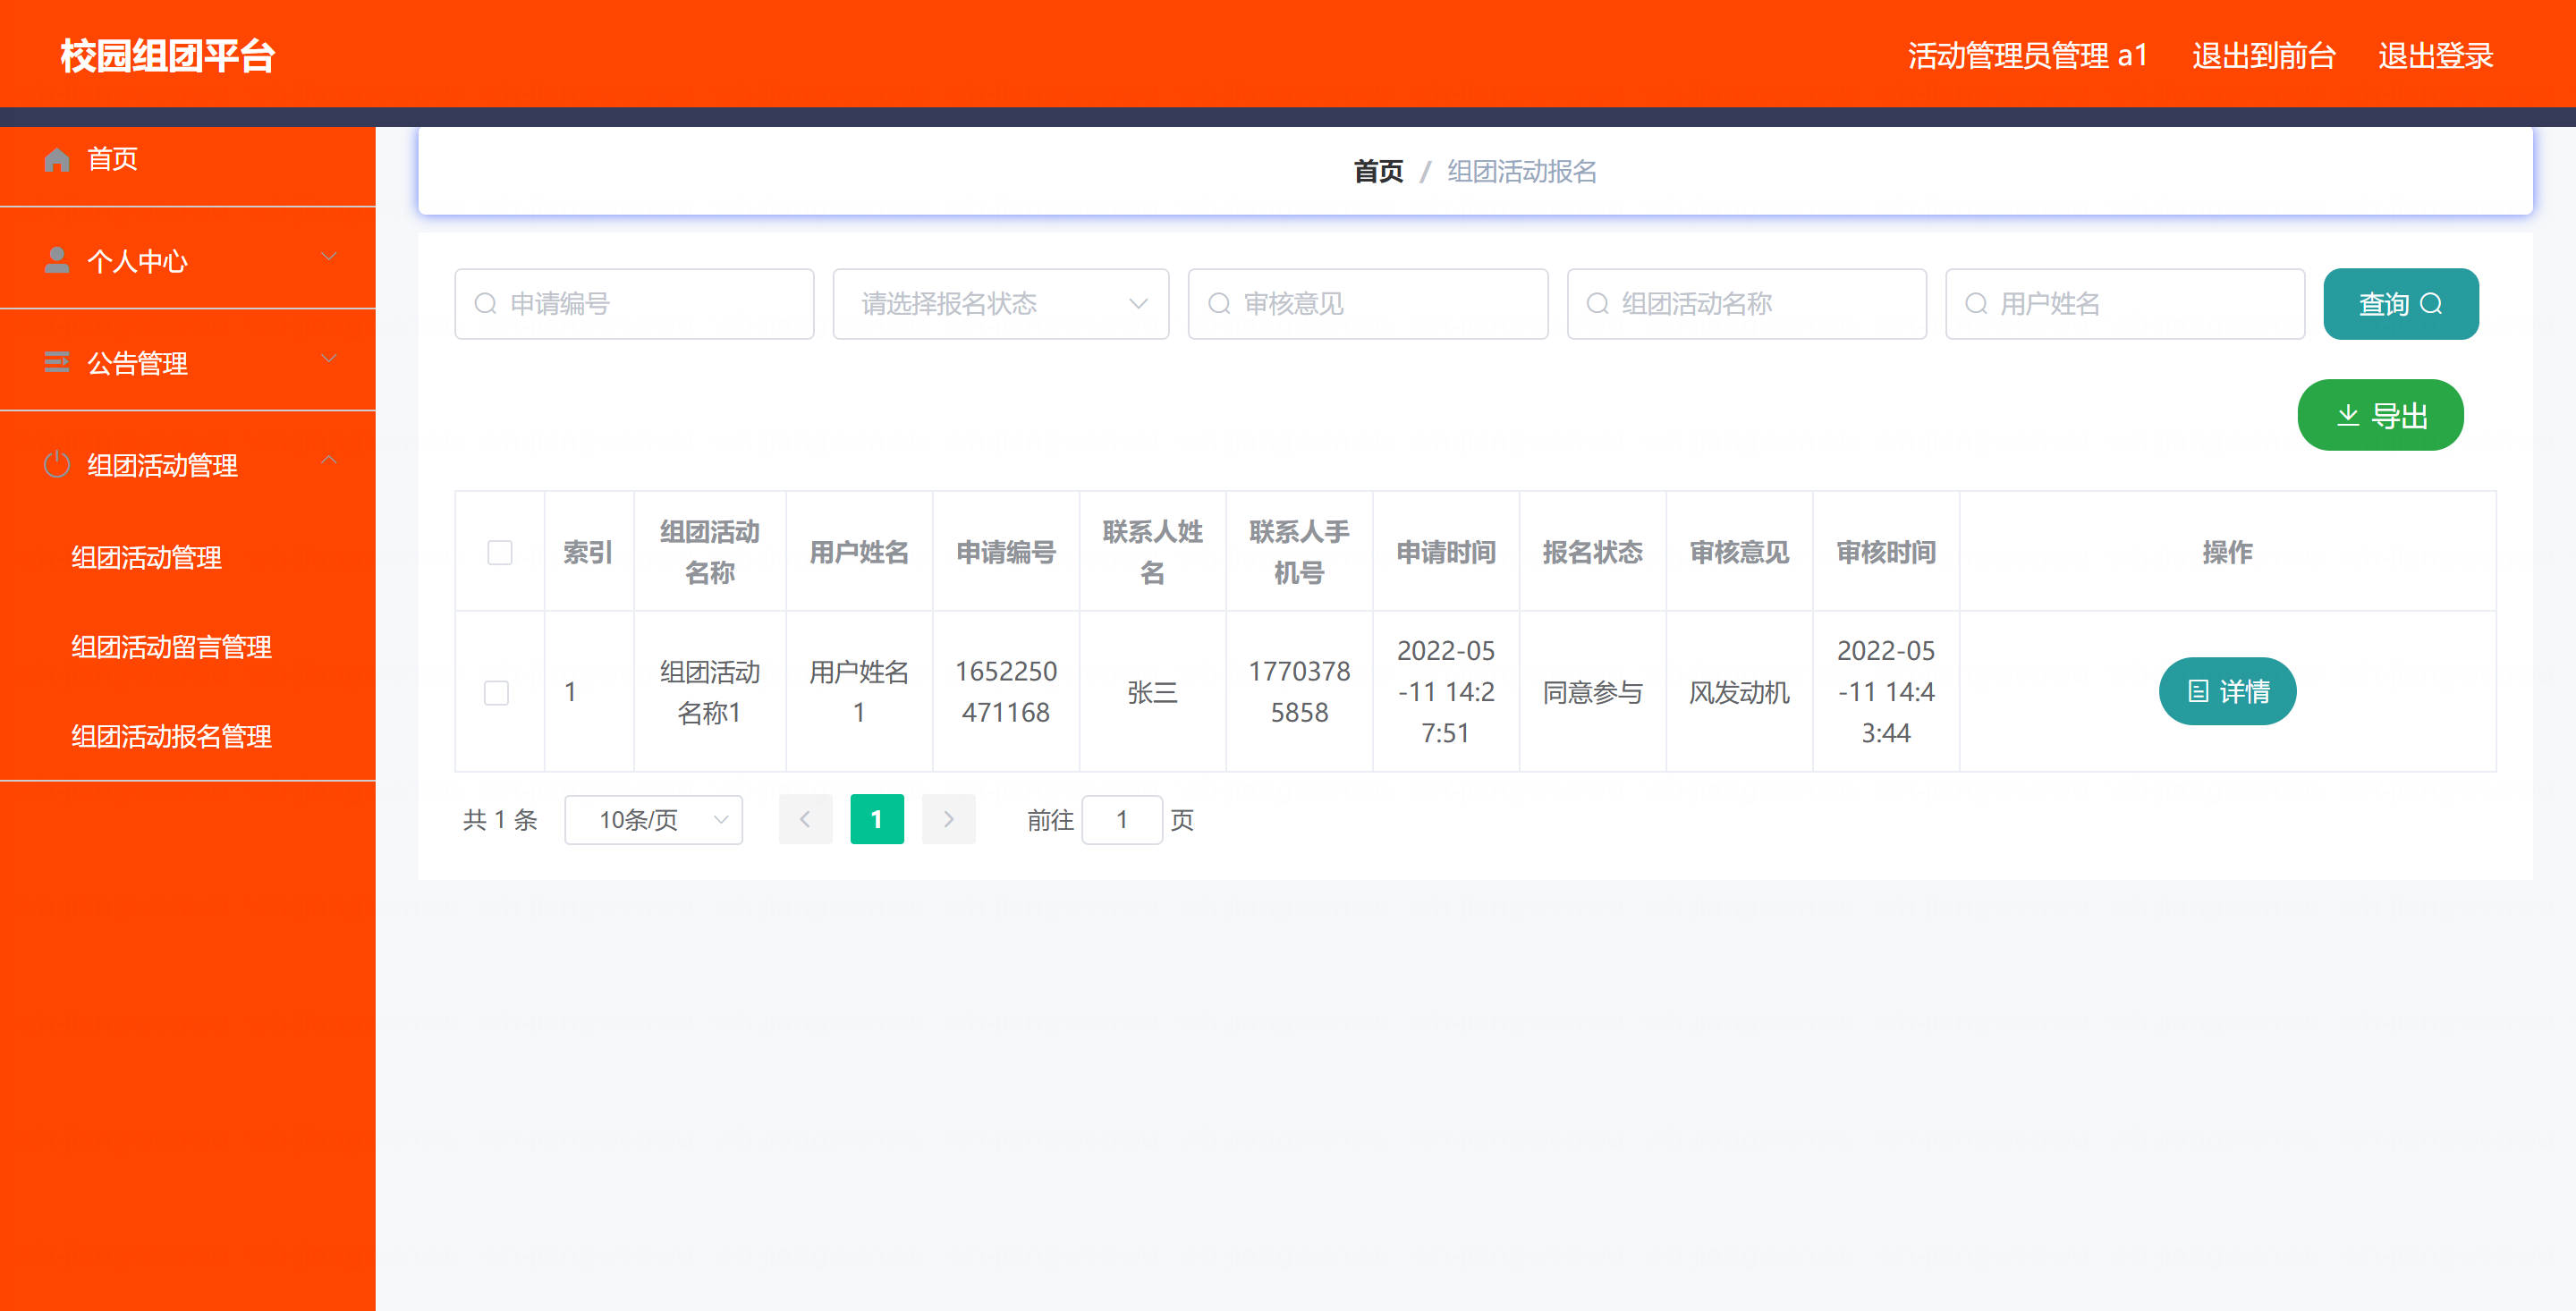 校园组团平台
活动管理员管理 a1 退出到前台 退出登录
首页
个人中心
公告管理
组团活动管理
组团活动管理
组团活动留言管理
组团活动报名管理
首页 / 组团活动报名
申请编号 请选择报名状态 审核意见 组团活动名称 用户姓名 查询
导出
索引 组团活动名称 用户姓名 申请编号 联系人姓名 联系人手机号 申请时间 报名状态 审核意见 审核时间 操作
1 组团活动名称1 用户姓名1 1652250471168 张三 17703785858 2022-05-11 14:27:51 同意参与 风发动机 2022-05-11 14:43:44 详情
共 1 条 10条/页 1 前往 1 页